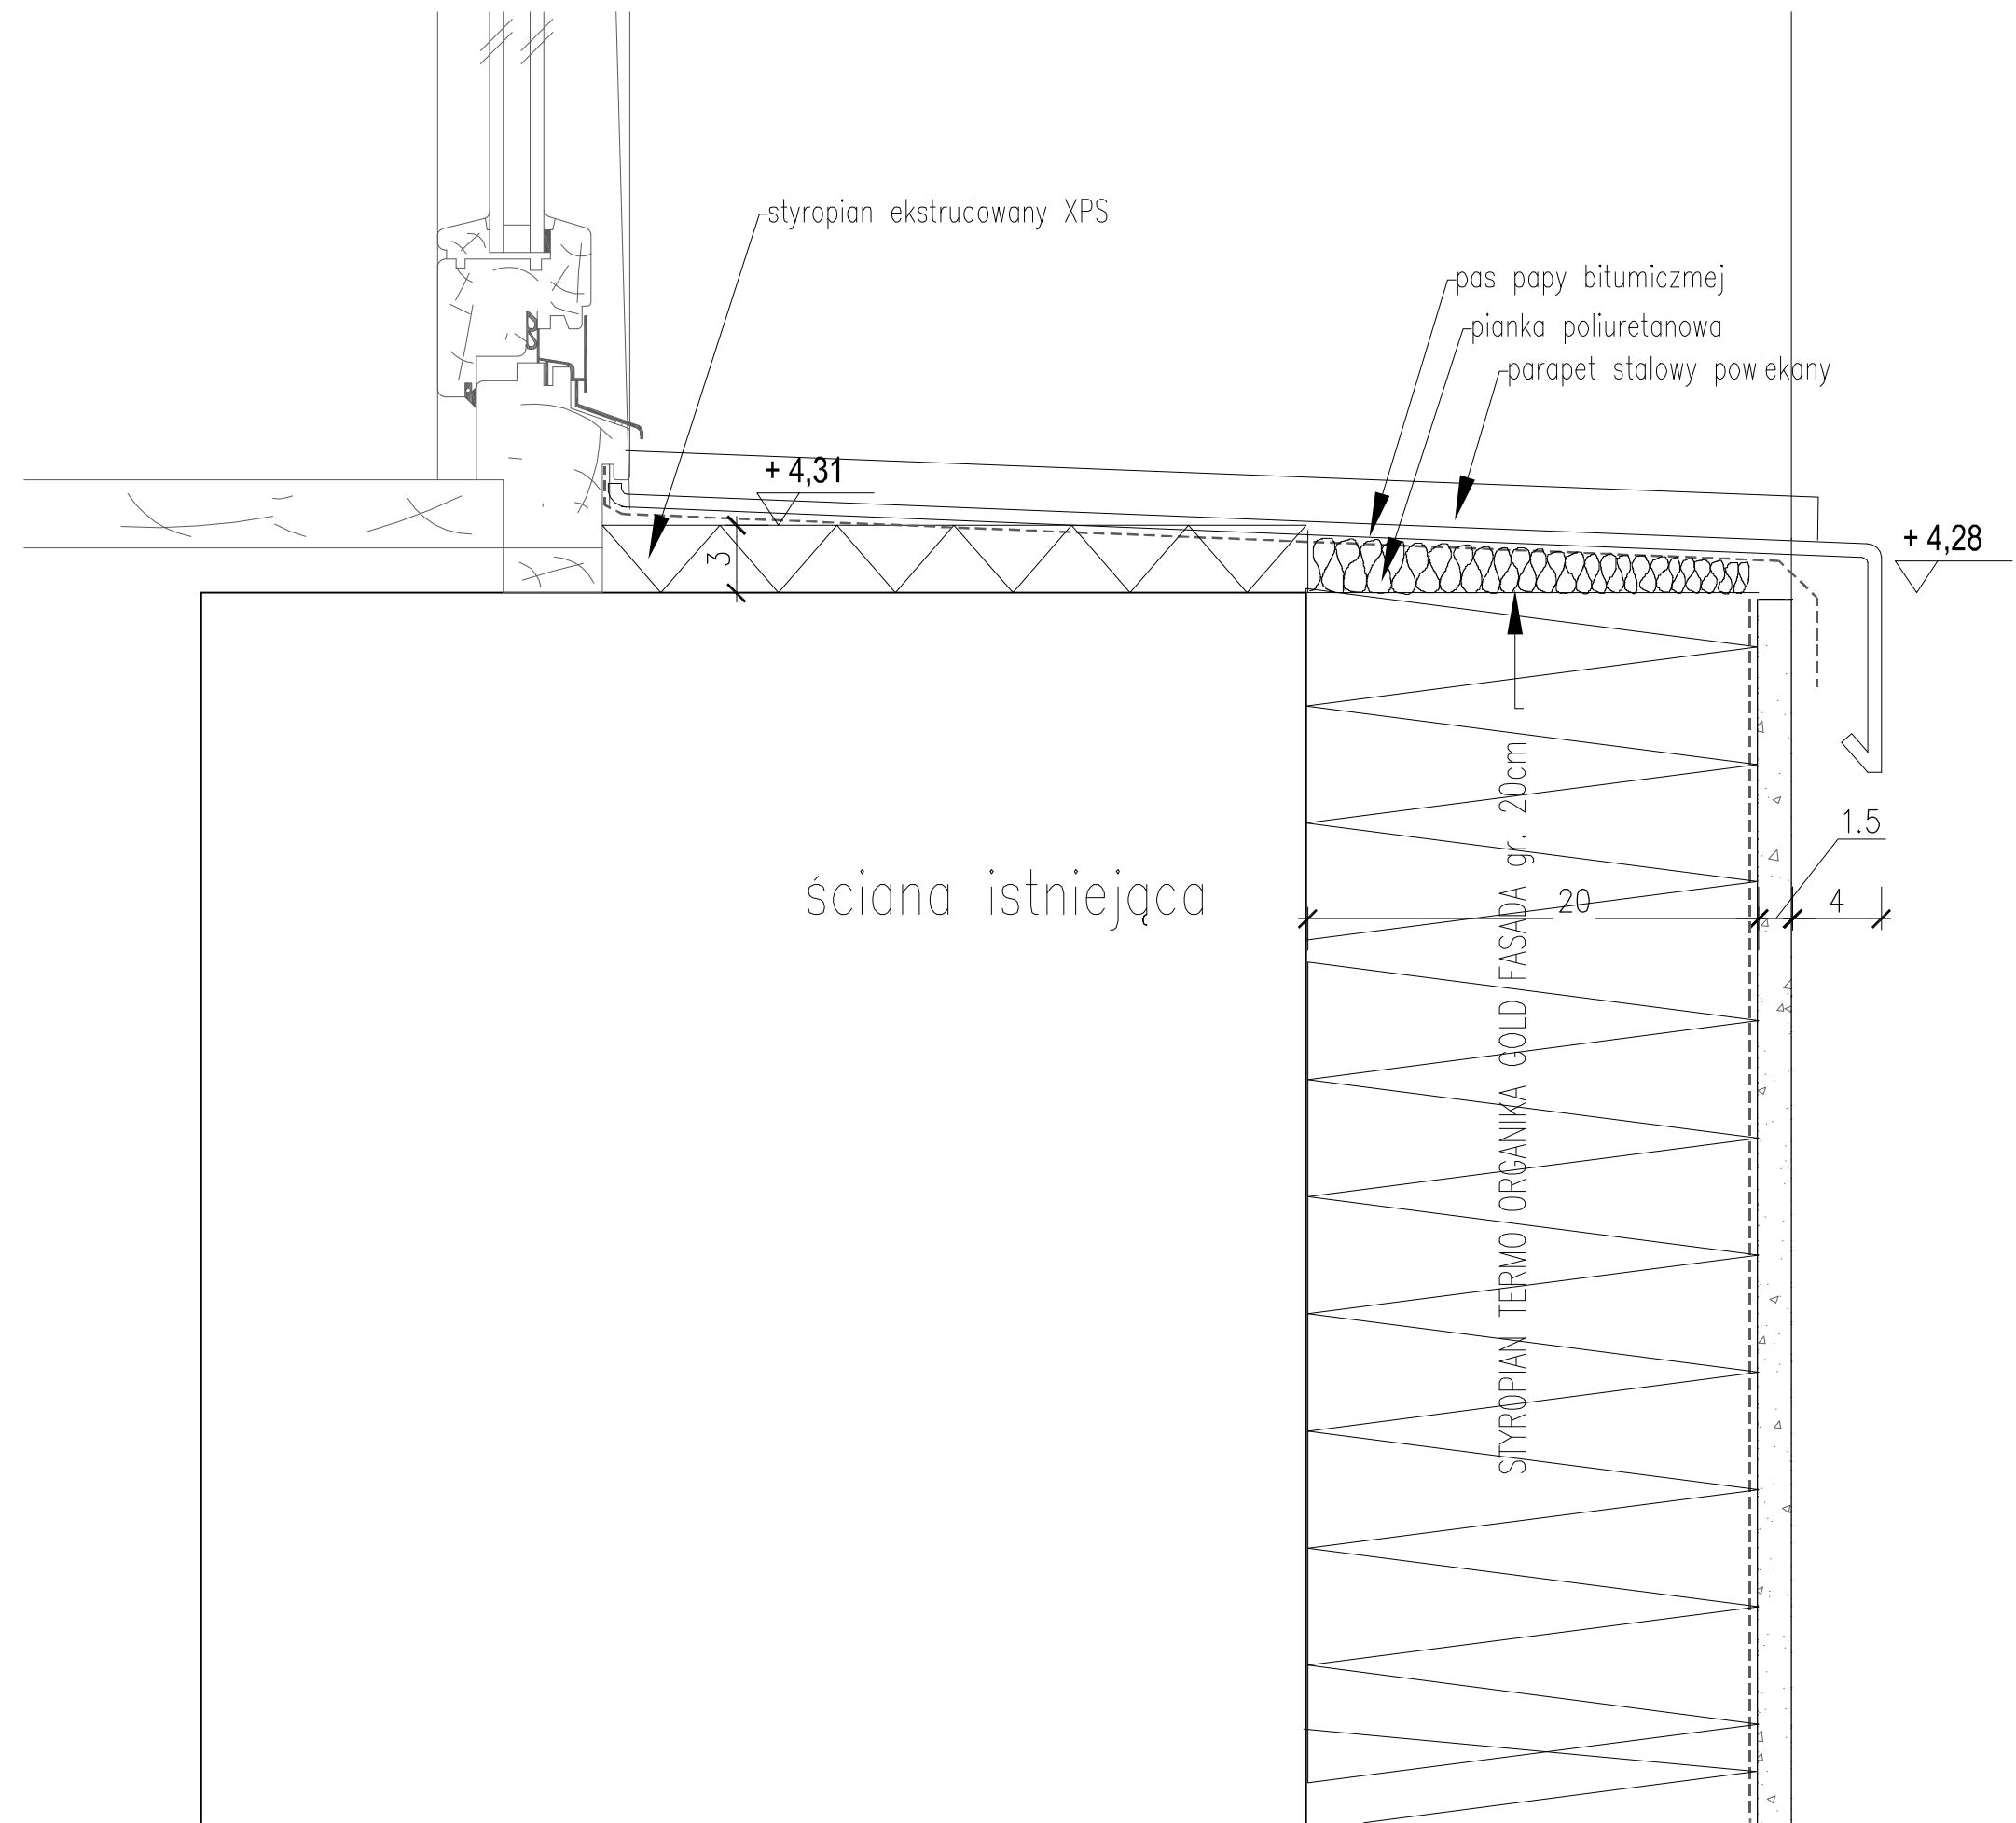 styropian ekstrudowany XPS
pas papy bitumiczmej
pianka poliuretanowa
parapet stalowy powlekany
+ 4,31
+ 4,28
3
STYROPIAN TERMO ORGANIKA GOLD FASADA gr. 20cm
1.5
ściana istniejąca
20
4